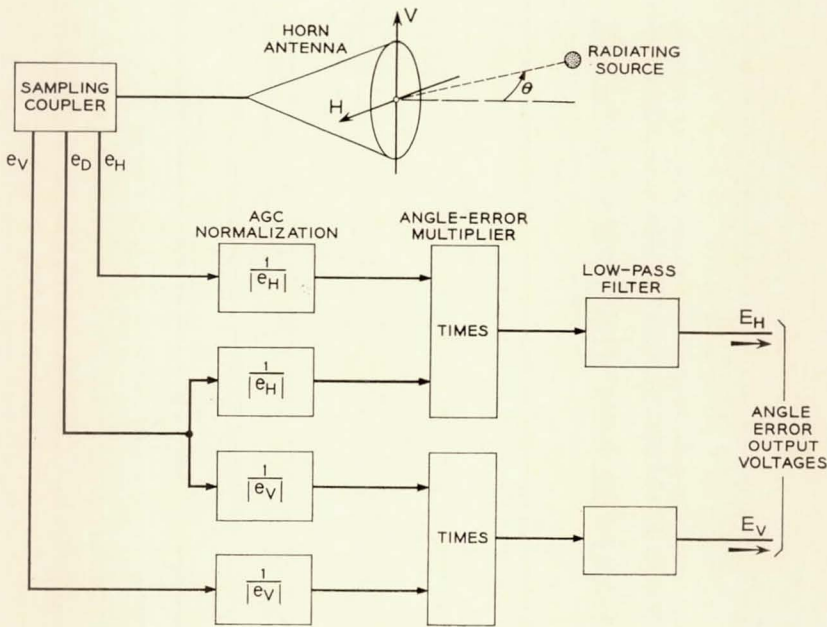 V
HORN
ANTENNA
RADIATING
SOURCE
SAMPLING
COUPLER
H
θ
eV eD eH
AGC
NORMALIZATION
ANGLE-ERROR
MULTIPLIER
1/|eH|
LOW-PASS
FILTER
TIMES
EH
1/|eH|
ANGLE
ERROR
OUTPUT
VOLTAGES
1/|eV|
TIMES
EV
1/|eV|